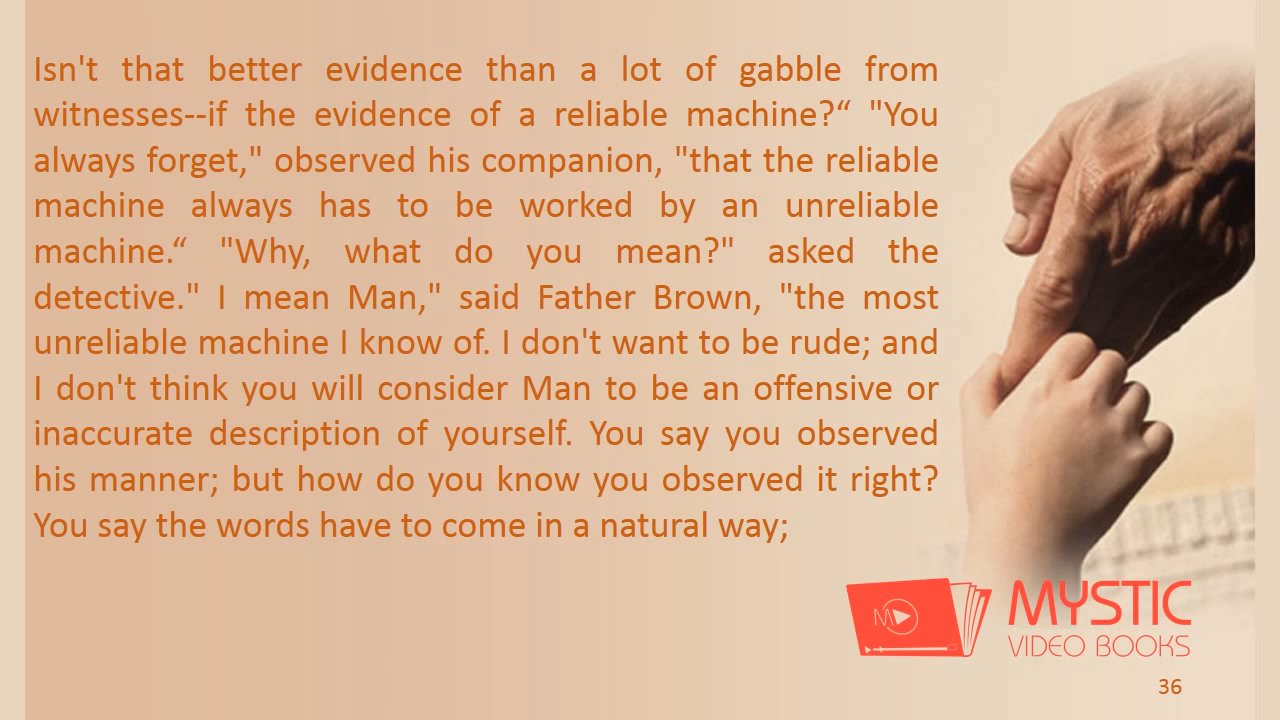 Isn't that better evidence than a lot of gabble from
witnesses--if the evidence of a reliable machine?“ "You
always forget," observed his companion, "that the reliable
machine always has to be worked by an unreliable
machine.“ "Why, what do you mean?" asked the
detective." I mean Man," said Father Brown, "the most
unreliable machine I know of. I don't want to be rude; and
I don't think you will consider Man to be an offensive or
inaccurate description of yourself. You say you observed
his manner; but how do you know you observed it right?
You say the words have to come in a natural way;
M
MYSTIC
VIDEO BOOKS
36